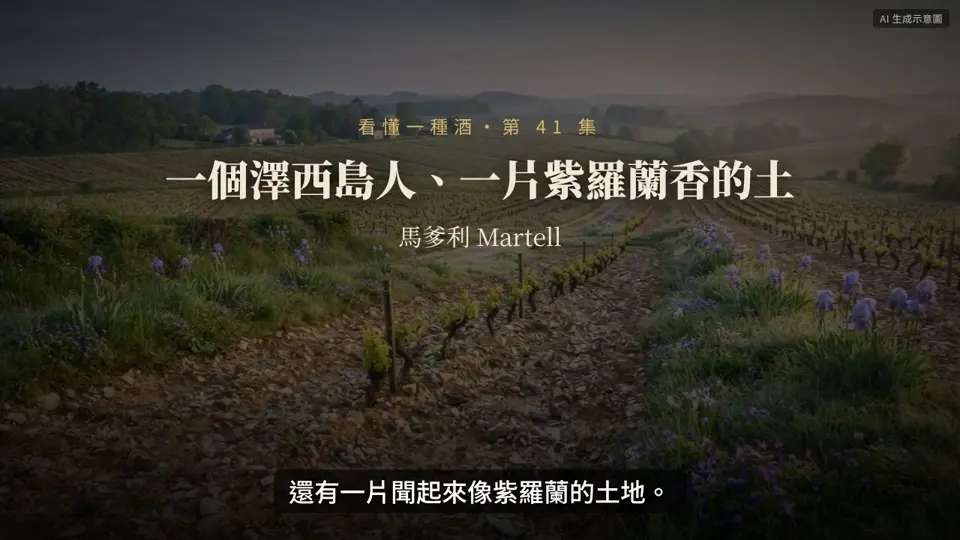 AI 生成示意圖
看懂一種酒・第 41 集
一個澤西島人、一片紫羅蘭香的土
馬爹利 Martell
還有一片聞起來像紫羅蘭的土地。